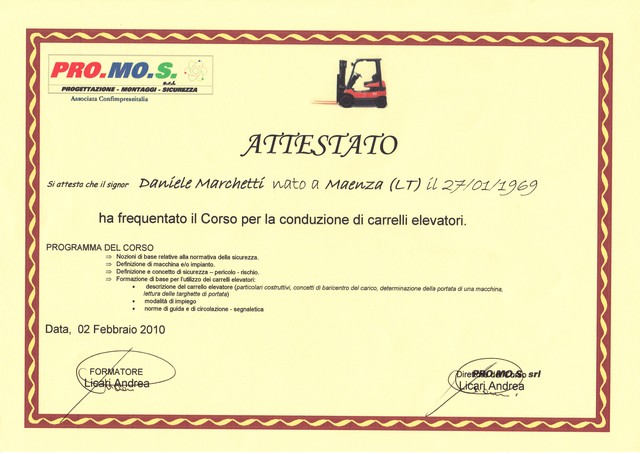 PRO.MO.S. s.r.l.
PROGETTAZIONE - MONTAGGI - SICUREZZA
Associata Confimpreseitalia
ATTESTATO
Si attesta che il signor Daniele Marchetti nato a Maenza (LT) il 27/01/1969
ha frequentato il Corso per la conduzione di carrelli elevatori.
PROGRAMMA DEL CORSO
⇒ Nozioni di base relative alla normativa della sicurezza.
⇒ Definizione di macchina e/o impianto.
⇒ Definizione e concetto di sicurezza – pericolo - rischio.
⇒ Formazione di base per l'utilizzo dei carrelli elevatori:
• descrizione del carrello elevatore (particolari costruttivi, concetti di baricentro del carico, determinazione della portata di una macchina,
lettura delle targhette di portata)
• modalità di impiego
• norme di guida e di circolazione - segnaletica
Data, 02 Febbraio 2010
FORMATORE
Licari Andrea
PRO.MO.S. srl
Licari Andrea